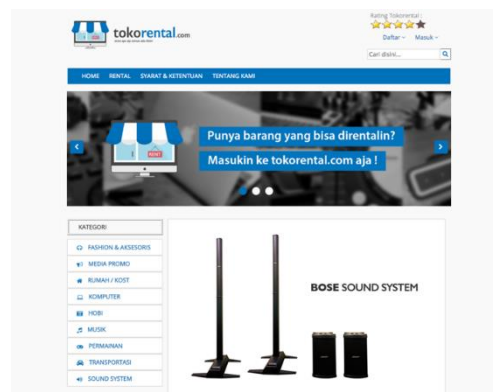 tokorental.com
Rating Tokorental :
Daftar
Masuk
Cari disini...
HOME RENTAL SYARAT & KETENTUAN TENTANG KAMI
Punya barang yang bisa direntalin?
Masukin ke tokorental.com aja !
RENT
KATEGORI
FASHION & AKSESORIS
MEDIA PROMO
RUMAH / KOST
KOMPUTER
HOBI
MUSIK
PERMAINAN
TRANSPORTASI
SOUND SYSTEM
BOSE SOUND SYSTEM